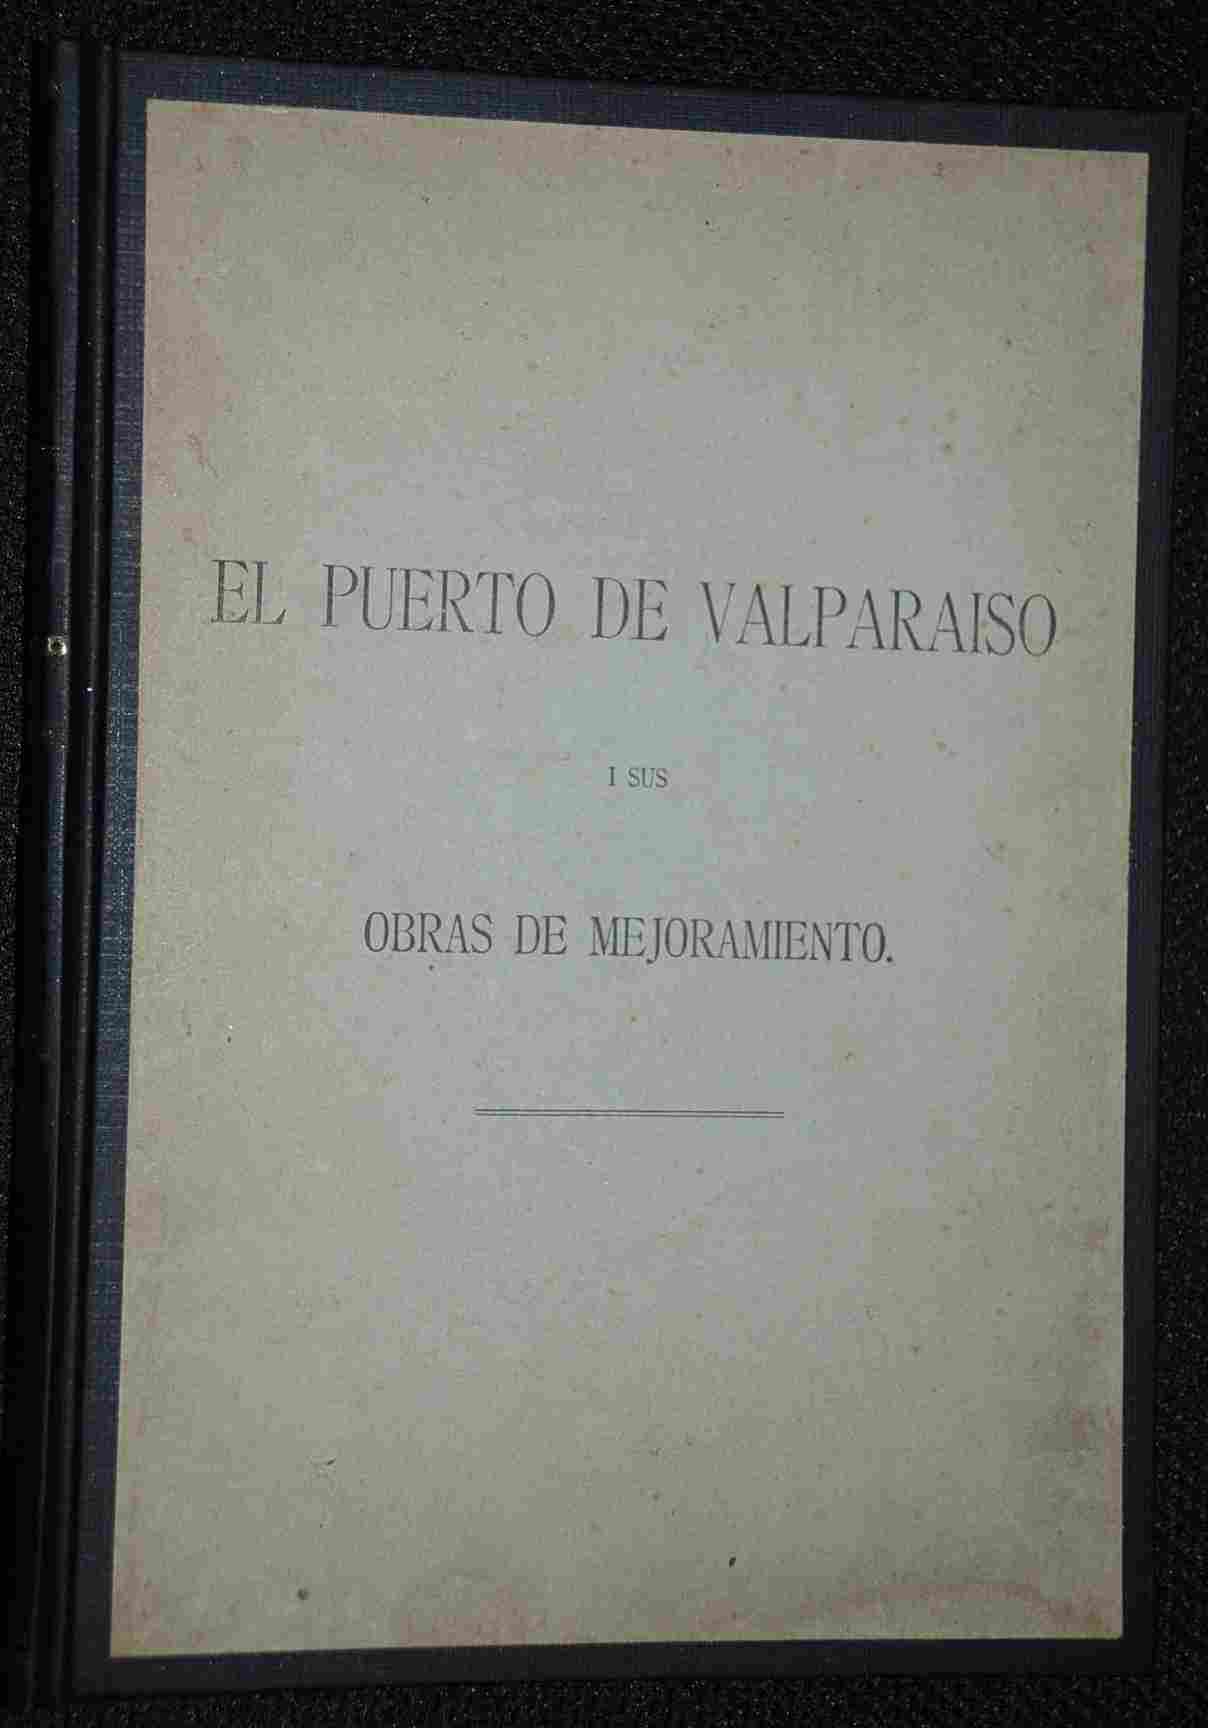 EL PUERTO DE VALPARAISO
I SUS
OBRAS DE MEJORAMIENTO.